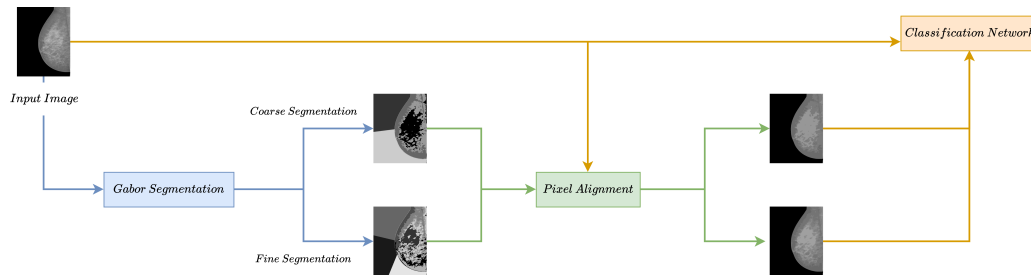 Classification Network
Input Image
Coarse Segmentation
Gabor Segmentation
Pixel Alignment
Fine Segmentation